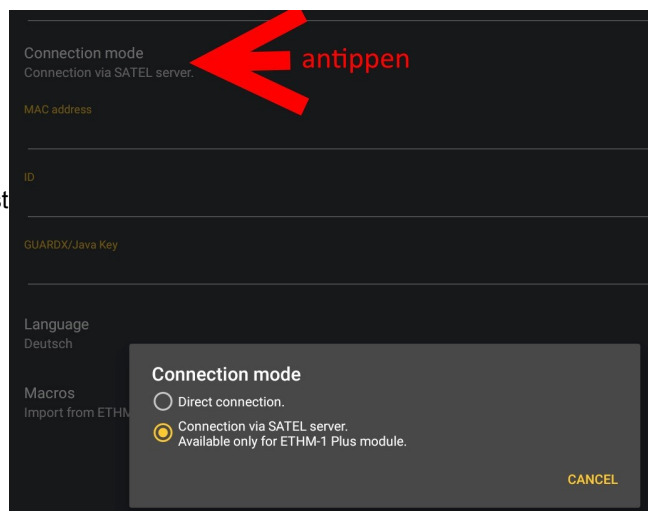 Connection mode
antippen
Connection via SATEL server.
MAC address
ID
st
GUARDX/Java Key
Language
Deutsch
Connection mode
Direct connection.
Macros
Import from ETHM
Connection via SATEL server.
Available only for ETHM-1 Plus module.
CANCEL